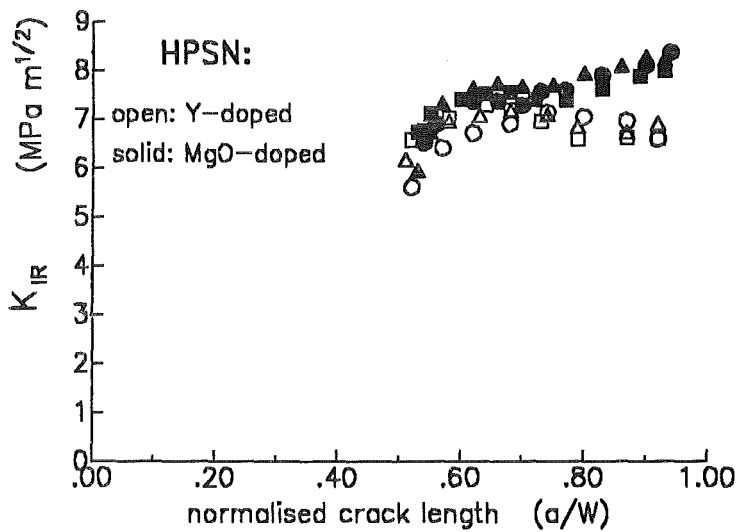 HPSN:
open: Y-doped
solid: MgO-doped
K_IR (MPa m^1/2)
9
8
7
6
5
4
3
2
1
0
.00 .20 .40 .60 .80 1.00
normalised crack length (a/W)